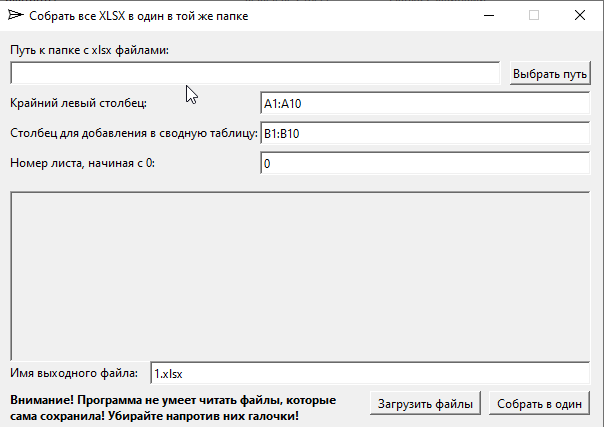 Собрать все XLSX в один в той же папке
Путь к папке с xlsx файлами:
Выбрать путь
Крайний левый столбец:
A1:A10
Столбец для добавления в сводную таблицу:
B1:B10
Номер листа, начиная с 0:
0
Имя выходного файла:
1.xlsx
Внимание! Программа не умеет читать файлы, которые
сама сохранила! Убирайте напротив них галочки!
Загрузить файлы
Собрать в один